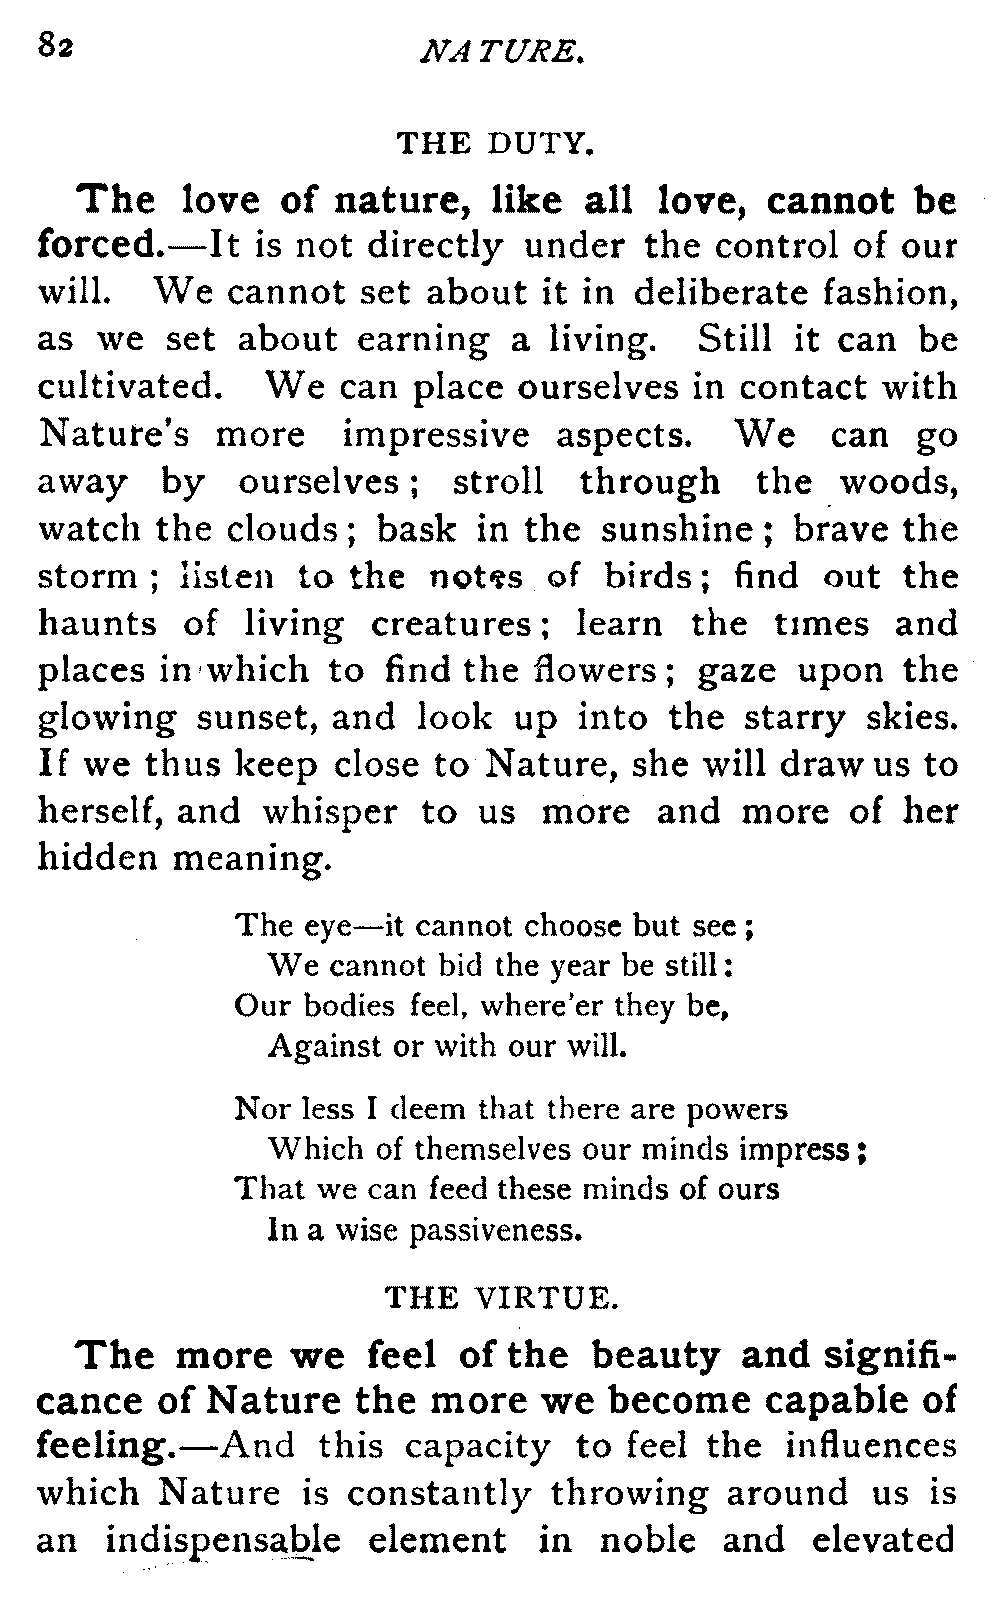 82
NATURE.
THE DUTY.
The love of nature, like all love, cannot be
forced.—It is not directly under the control of our
will. We cannot set about it in deliberate fashion,
as we set about earning a living. Still it can be
cultivated. We can place ourselves in contact with
Nature's more impressive aspects. We can go
away by ourselves; stroll through the woods,
watch the clouds; bask in the sunshine; brave the
storm; listen to the notes of birds; find out the
haunts of living creatures; learn the times and
places in which to find the flowers; gaze upon the
glowing sunset, and look up into the starry skies.
If we thus keep close to Nature, she will draw us to
herself, and whisper to us more and more of her
hidden meaning.
The eye—it cannot choose but see;
We cannot bid the year be still:
Our bodies feel, where'er they be,
Against or with our will.
Nor less I deem that there are powers
Which of themselves our minds impress;
That we can feed these minds of ours
In a wise passiveness.
THE VIRTUE.
The more we feel of the beauty and signifi-
cance of Nature the more we become capable of
feeling.—And this capacity to feel the influences
which Nature is constantly throwing around us is
an indispensable element in noble and elevated